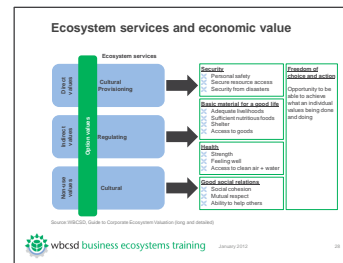 Ecosystem services and economic value
Ecosystem services
Direct values
Cultural
Provisioning
Indirect values
Regulating
Non-use values
Cultural
Option values
Security
Personal safety
Secure resource access
Security from disasters
Basic material for a good life
Adequate livelihoods
Sufficient nutritious foods
Shelter
Access to goods
Health
Strength
Feeling well
Access to clean air + water
Good social relations
Social cohesion
Mutual respect
Ability to help others
Freedom of
choice and action
Opportunity to be
able to achieve
what an individual
values being done
and doing
Source: WBCSD: Guide to Corporate Ecosystem Valuation (long and detailed)
wbcsd business ecosystems training
January 2012